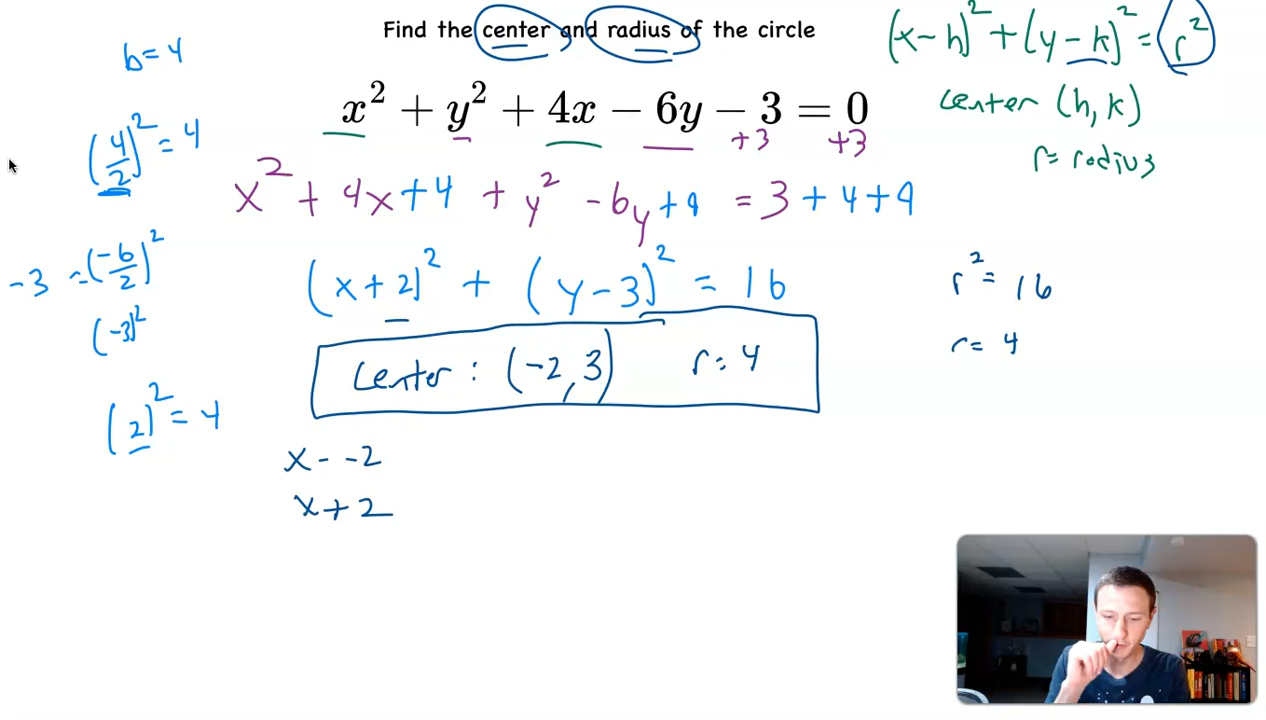 Find the center and radius of the circle
(x-h)² + (y-k)² = r²
b=4
x² + y² + 4x − 6y − 3 = 0
center (h, k)
+3 +3
(4/2)² = 4
r = radius
x² + 4x + 4 + y² - 6y + 9 = 3 + 4 + 9
-3 = (-6/2)²
(x+2)² + (y-3)² = 16
r² = 16
(-3)²
r = 4
center : (-2, 3) r = 4
(2)² = 4
x - -2
x + 2